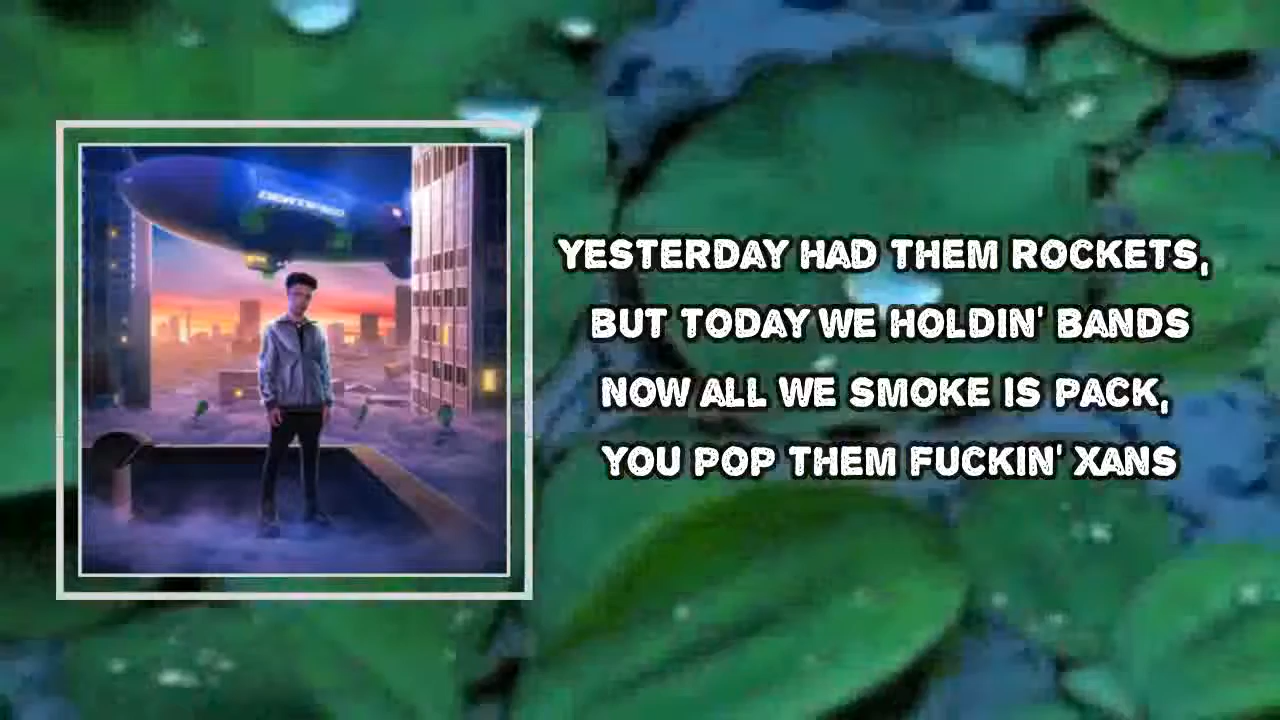 YESTERDAY HAD THEM ROCKETS,
BUT TODAY WE HOLDIN' BANDS
NOW ALL WE SMOKE IS PACK,
YOU POP THEM FUCKIN' XANS